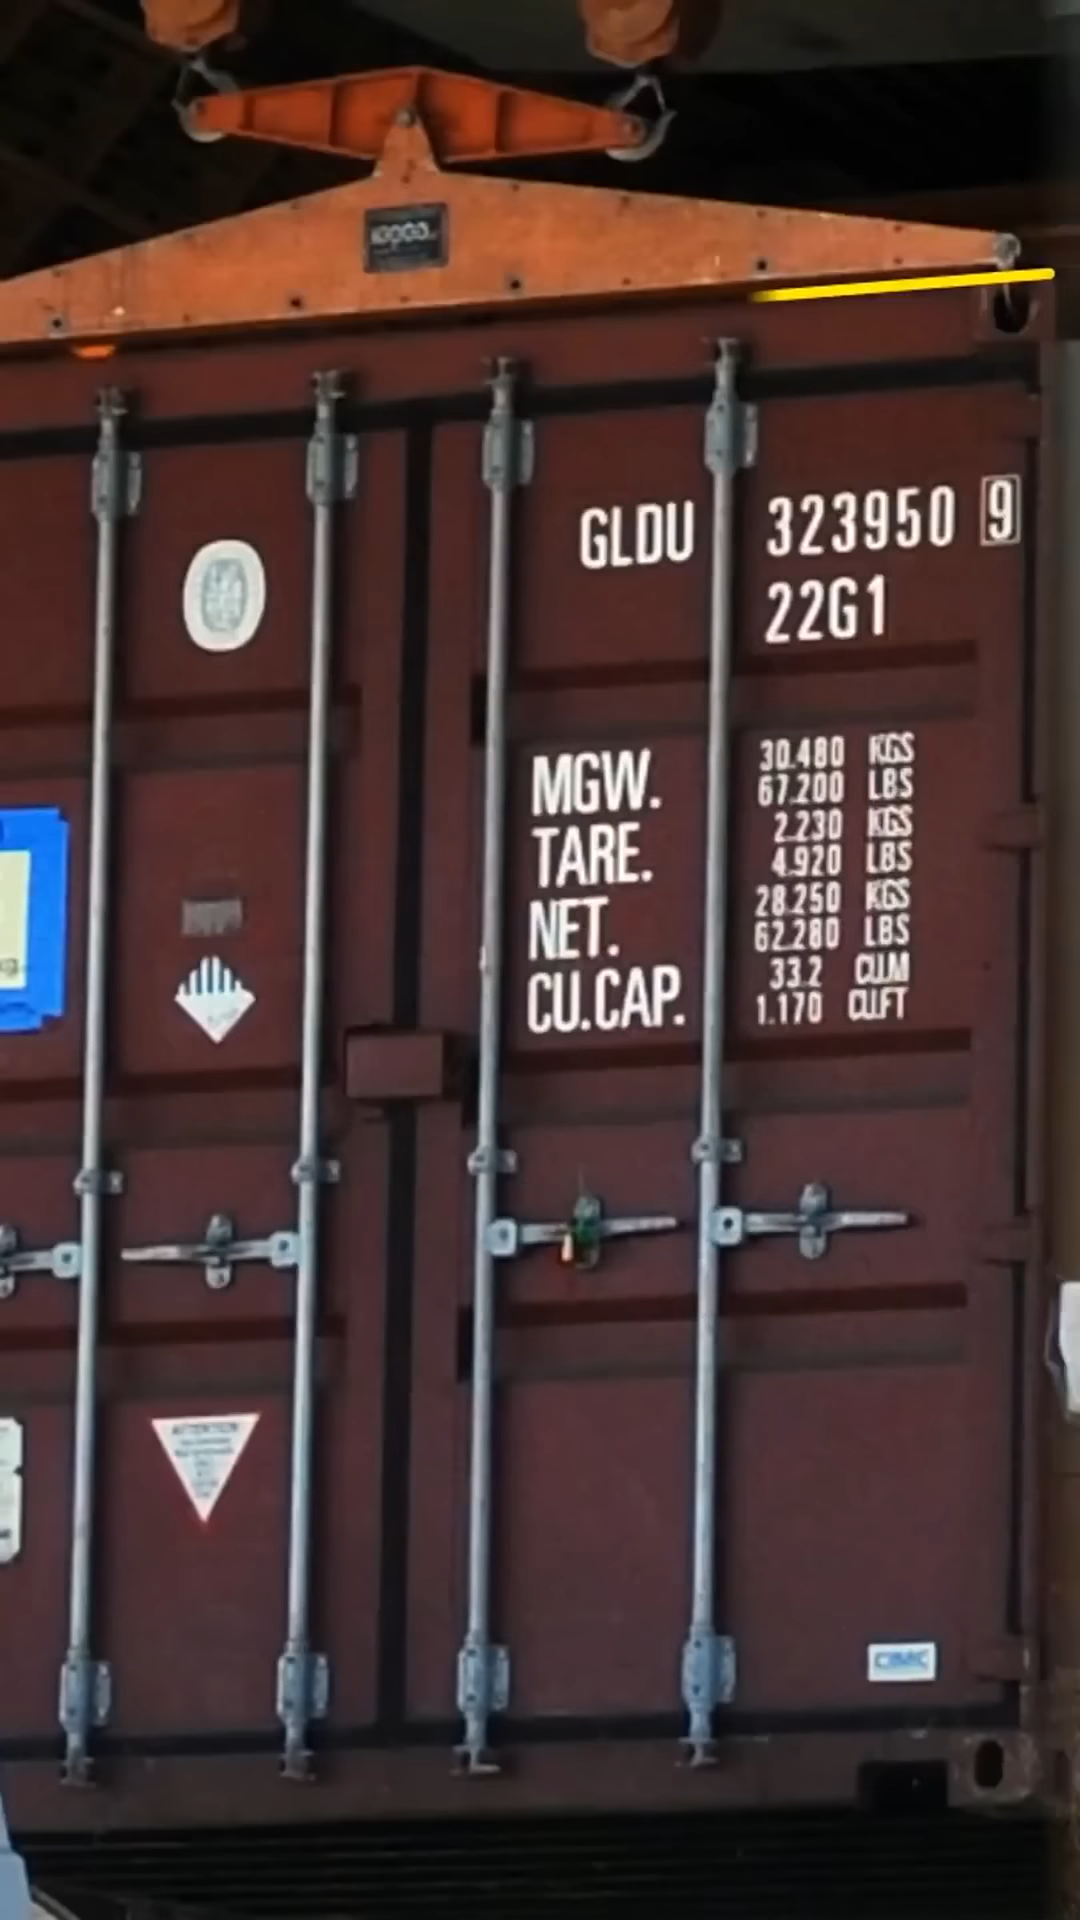 GLDU 323950 9
22G1
MGW. 30.480 KGS
67.200 LBS
TARE. 2.230 KGS
4.920 LBS
NET. 28.250 KGS
62.280 LBS
CU.CAP. 33.2 CU.M
1.170 CU.FT
ATTENTION
CIMC